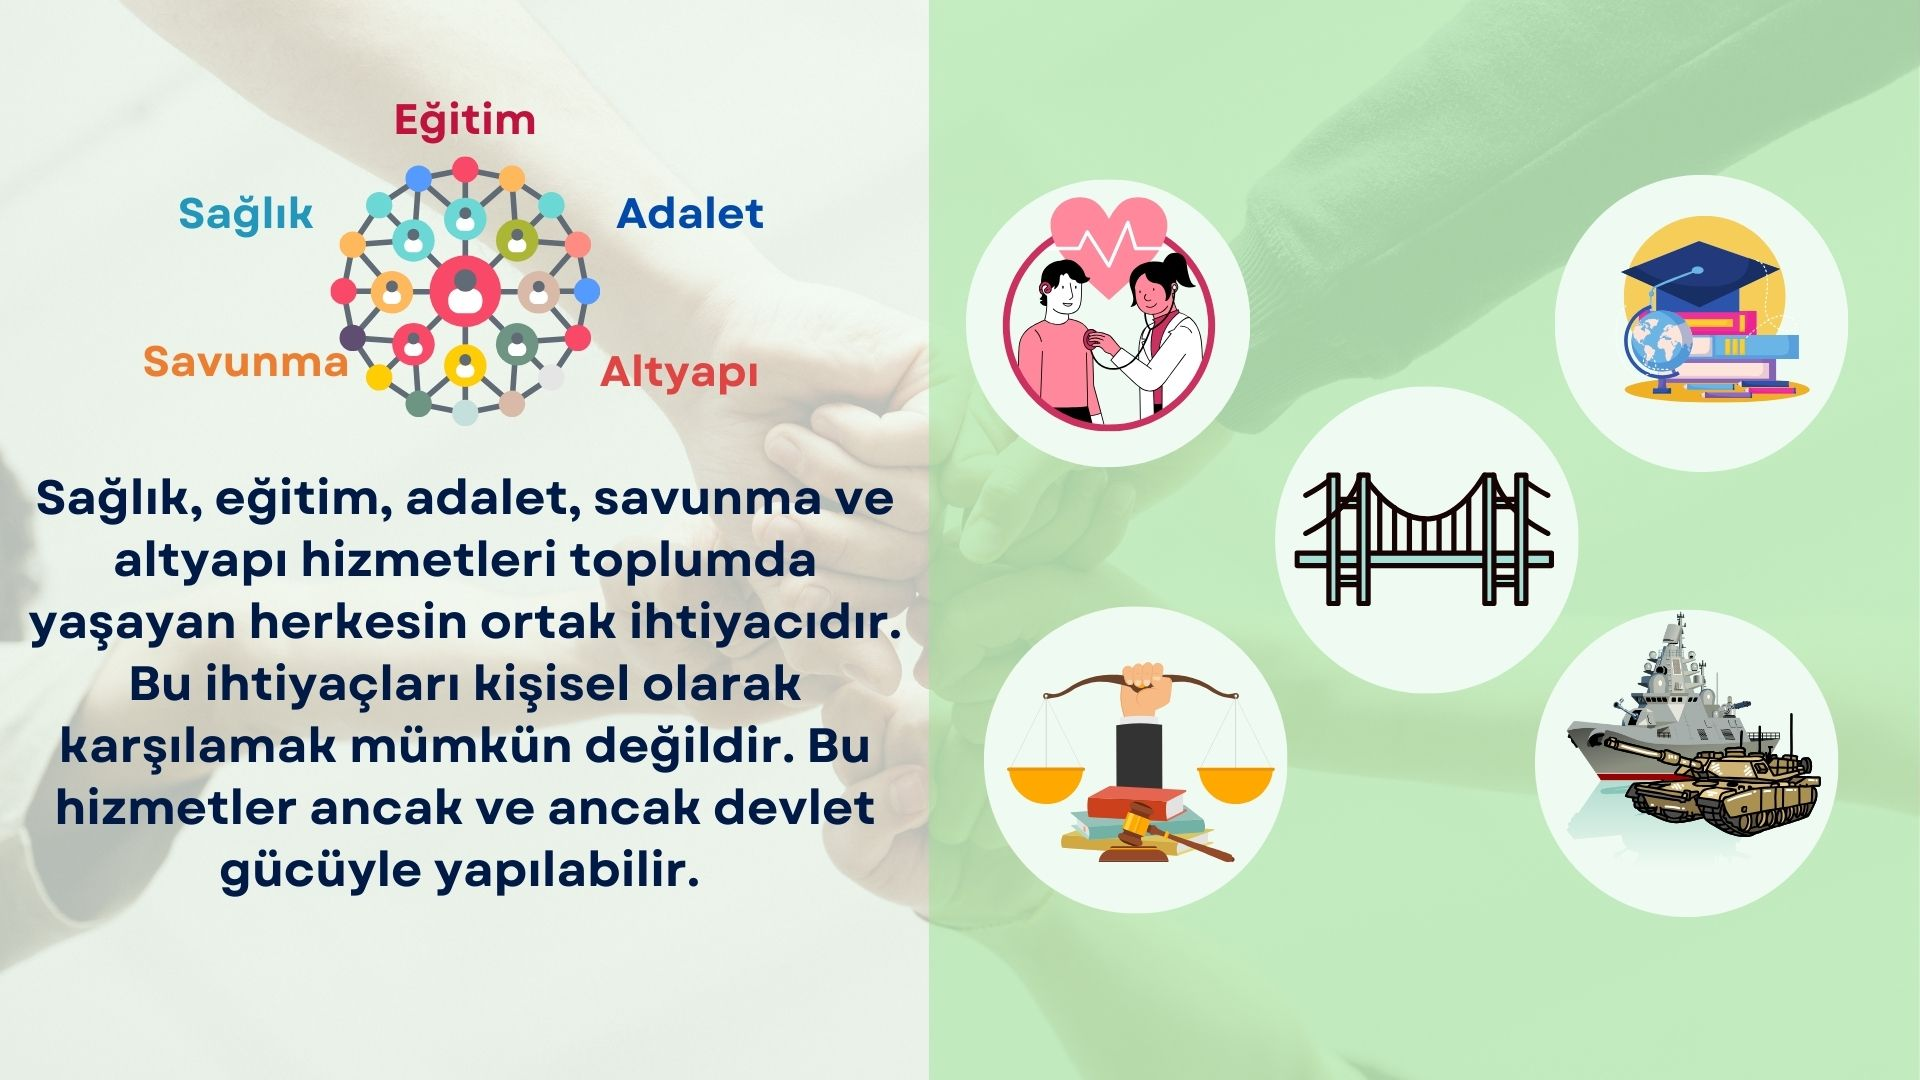 Eğitim
Sağlık
Adalet
Savunma
Altyapı
Sağlık, eğitim, adalet, savunma ve
altyapı hizmetleri toplumda
yaşayan herkesin ortak ihtiyacıdır.
Bu ihtiyaçları kişisel olarak
karşılamak mümkün değildir. Bu
hizmetler ancak ve ancak devlet
gücüyle yapılabilir.